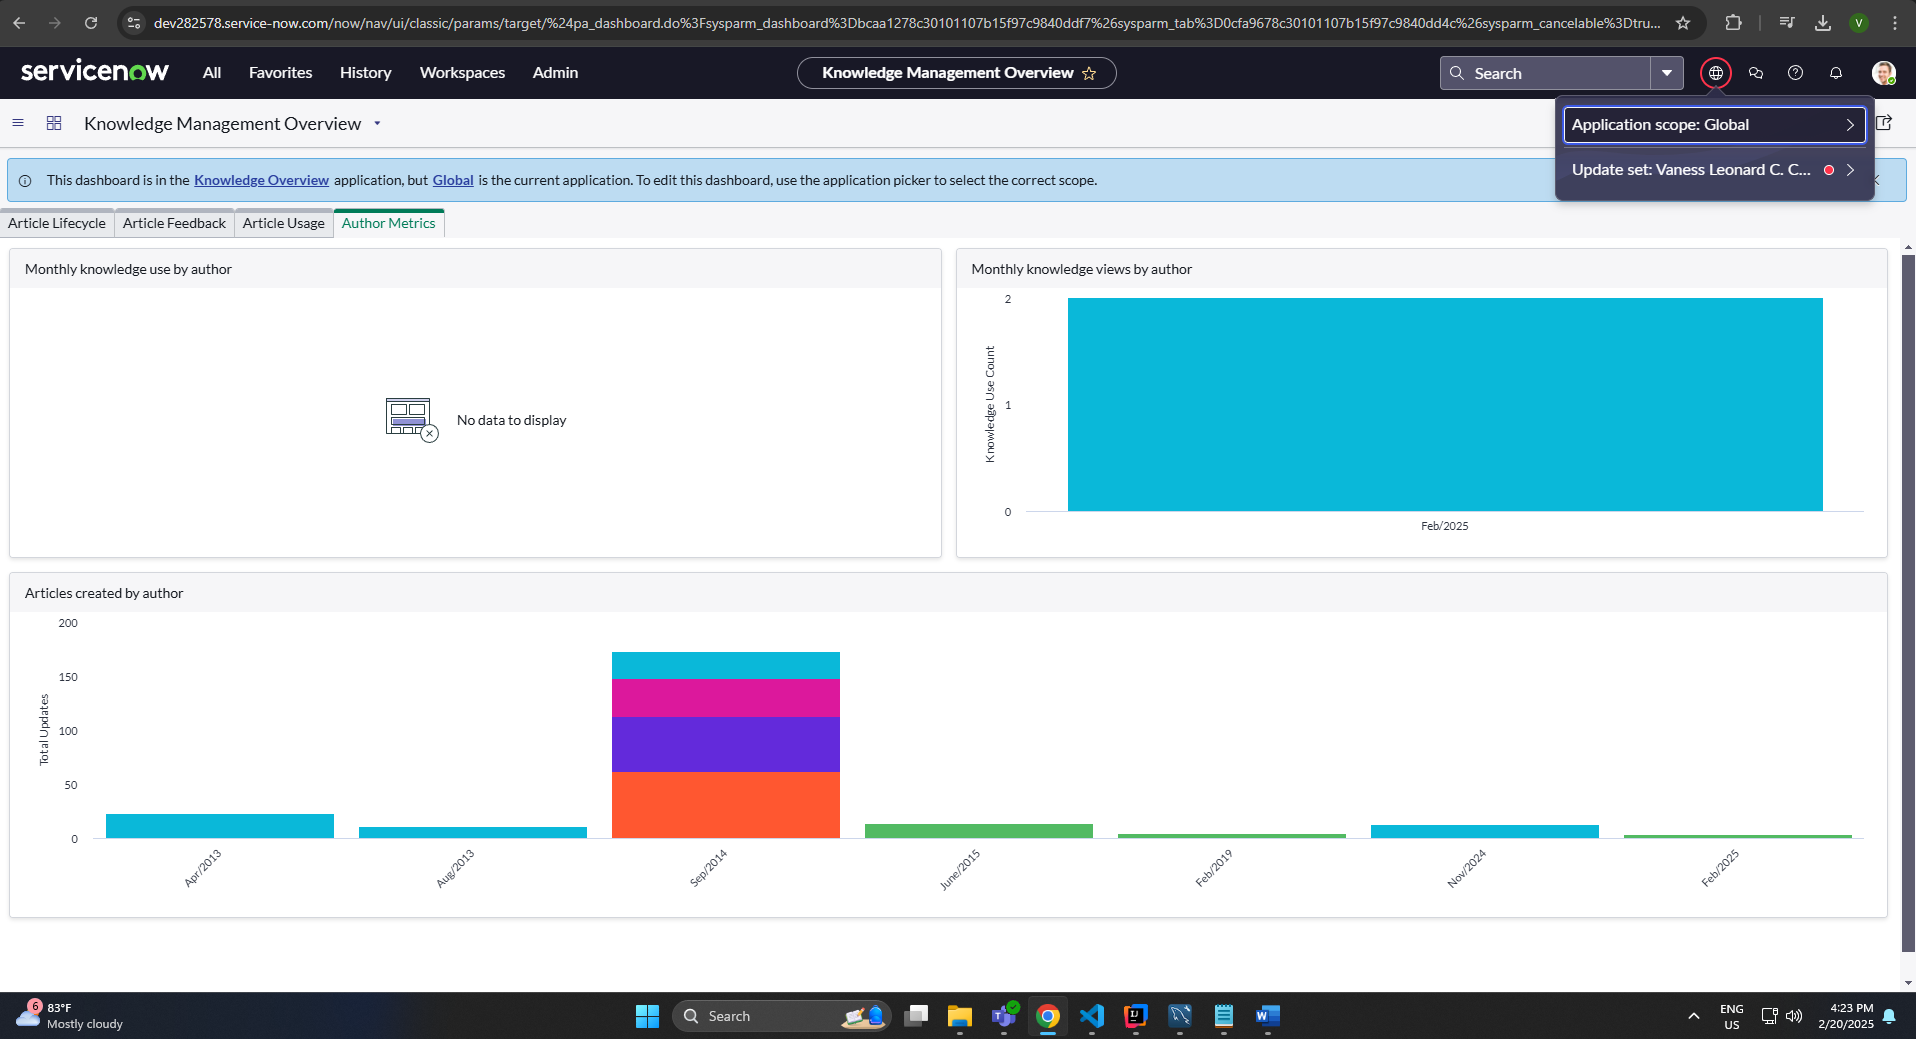 dev282578.service-now.com/now/nav/ui/classic/params/target/%24pa_dashboard.do%3Fsysparm_dashboard%3Dbcaa1278c30101107b15f97c9840ddf7%26sysparm_tab%3D0cfa9678c30101107b15f97c9840dd4c%26sysparm_cancelable%3Dtru...
V
servicenow
All
Favorites
History
Workspaces
Admin
Knowledge Management Overview
Search
Knowledge Management Overview
Application scope: Global
Update set: Vaness Leonard C. C...
This dashboard is in the Knowledge Overview application, but Global is the current application. To edit this dashboard, use the application picker to select the correct scope.
Article Lifecycle
Article Feedback
Article Usage
Author Metrics
Monthly knowledge use by author
No data to display
Monthly knowledge views by author
Knowledge Use Count
2
1
0
Feb/2025
Articles created by author
Total Updates
200
150
100
50
0
Apr/2013
Aug/2013
Sep/2014
June/2015
Feb/2019
Nov/2024
Feb/2025
6
83°F
Mostly cloudy
Search
IJ
W
ENG
US
4:23 PM
2/20/2025